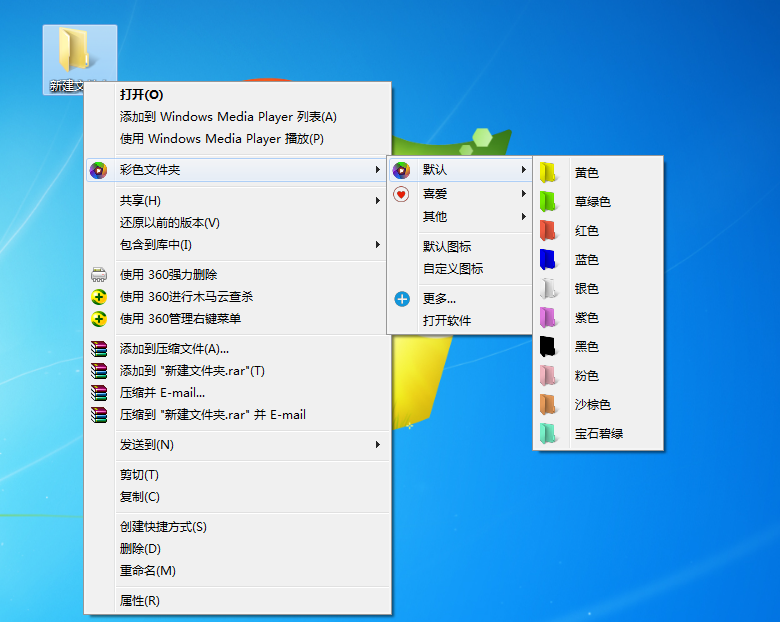 新建文
打开(O)
添加到 Windows Media Player 列表(A)
使用 Windows Media Player 播放(P)
彩色文件夹
共享(H)
还原以前的版本(V)
包含到库中(I)
使用 360强力删除
使用 360进行木马云查杀
使用 360管理右键菜单
添加到压缩文件(A)...
添加到 "新建文件夹.rar"(T)
压缩并 E-mail...
压缩到 "新建文件夹.rar" 并 E-mail
发送到(N)
剪切(T)
复制(C)
创建快捷方式(S)
删除(D)
重命名(M)
属性(R)
默认
喜爱
其他
默认图标
自定义图标
更多...
打开软件
黄色
草绿色
红色
蓝色
银色
紫色
黑色
粉色
沙棕色
宝石碧绿